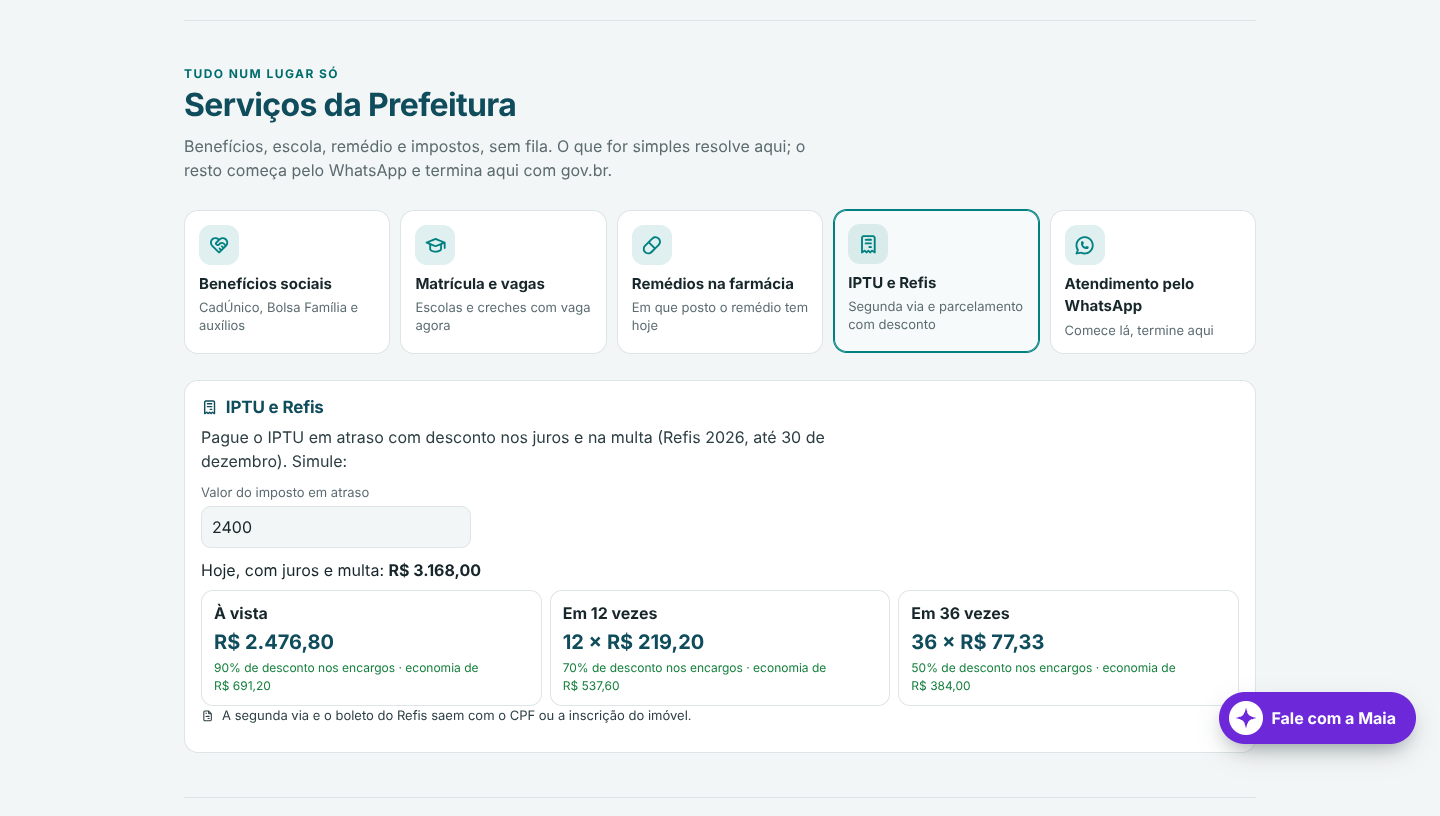 TUDO NUM LUGAR SÓ
Serviços da Prefeitura
Benefícios, escola, remédio e impostos, sem fila. O que for simples resolve aqui; o
resto começa pelo WhatsApp e termina aqui com gov.br.
Benefícios sociais
CadÚnico, Bolsa Família e
auxílios
Matrícula e vagas
Escolas e creches com vaga
agora
Remédios na farmácia
Em que posto o remédio tem
hoje
IPTU e Refis
Segunda via e parcelamento
com desconto
Atendimento pelo
WhatsApp
Comece lá, termine aqui
IPTU e Refis
Pague o IPTU em atraso com desconto nos juros e na multa (Refis 2026, até 30 de
dezembro). Simule:
Valor do imposto em atraso
2400
Hoje, com juros e multa: R$ 3.168,00
À vista
R$ 2.476,80
90% de desconto nos encargos · economia de
R$ 691,20
Em 12 vezes
12 × R$ 219,20
70% de desconto nos encargos · economia de
R$ 537,60
Em 36 vezes
36 × R$ 77,33
50% de desconto nos encargos · economia de
R$ 384,00
A segunda via e o boleto do Refis saem com o CPF ou a inscrição do imóvel.
Fale com a Maia